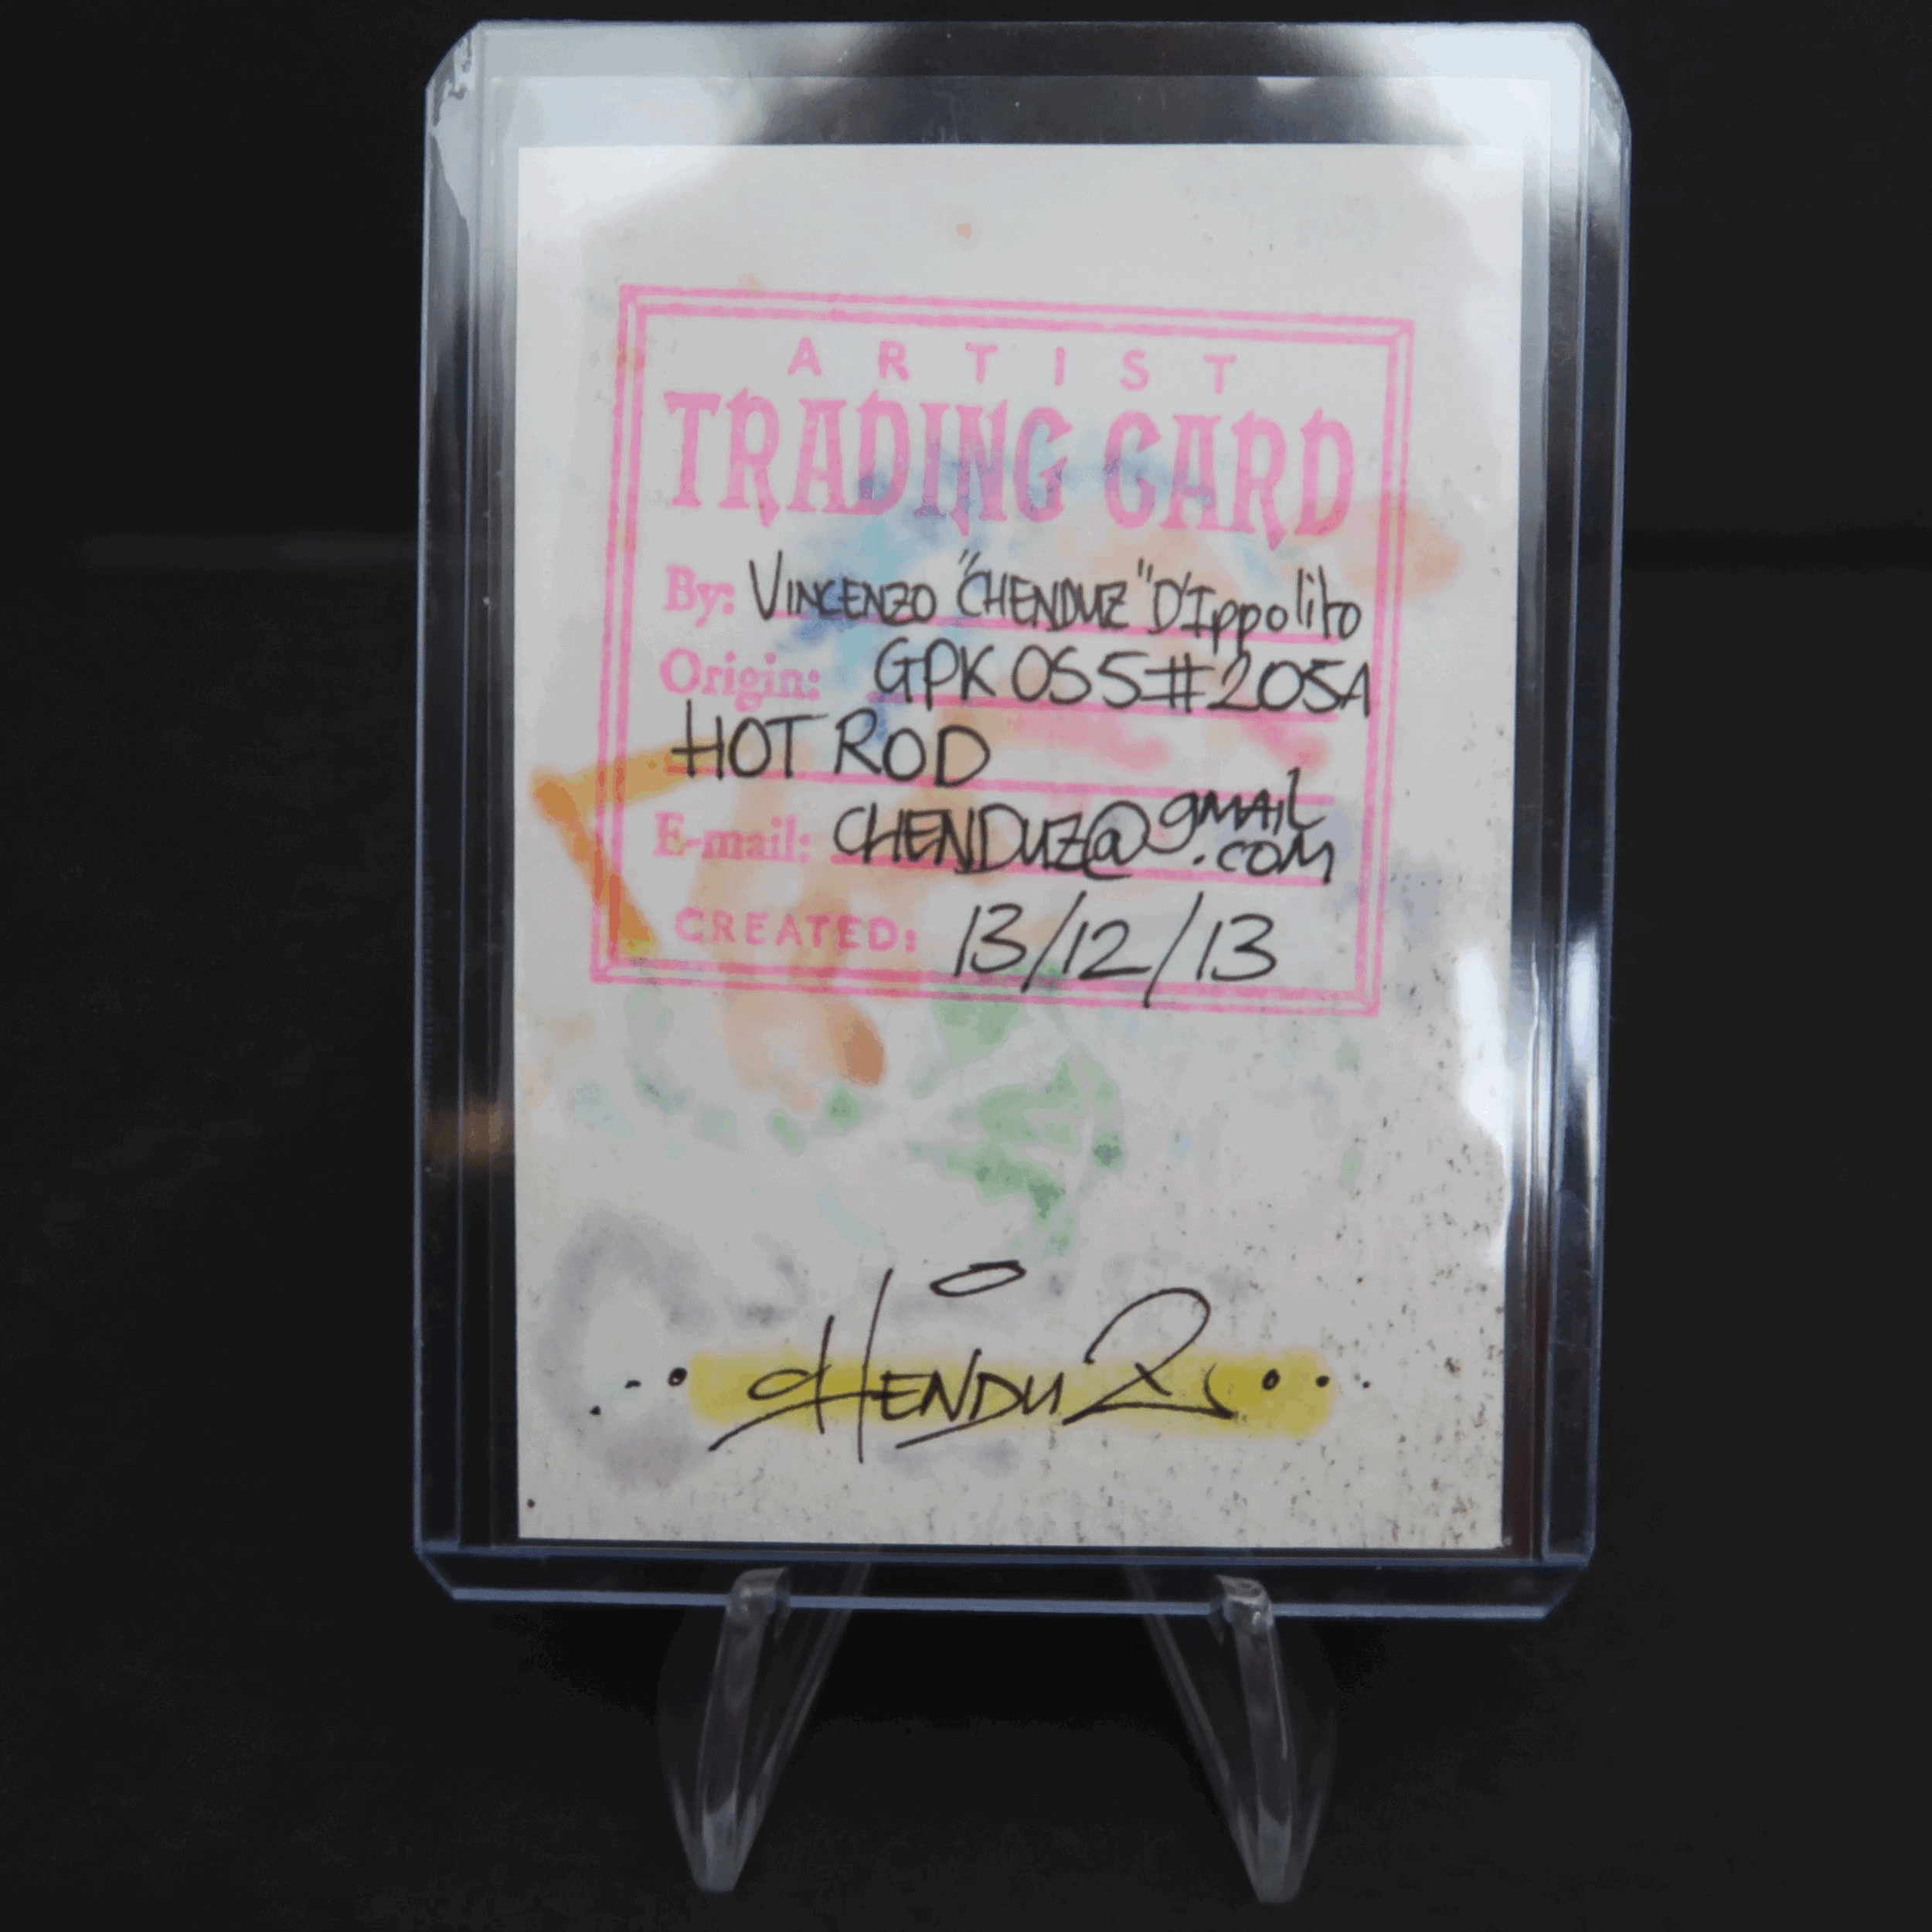 ARTIST
TRADING CARD
By: VINCENZO "CHENDUZ" D'Ippolito
Origin: GPK OS5#205A
HOT ROD
E-mail: CHENDUZ@gmail
.com
CREATED: 13/12/13
CHENDUZ